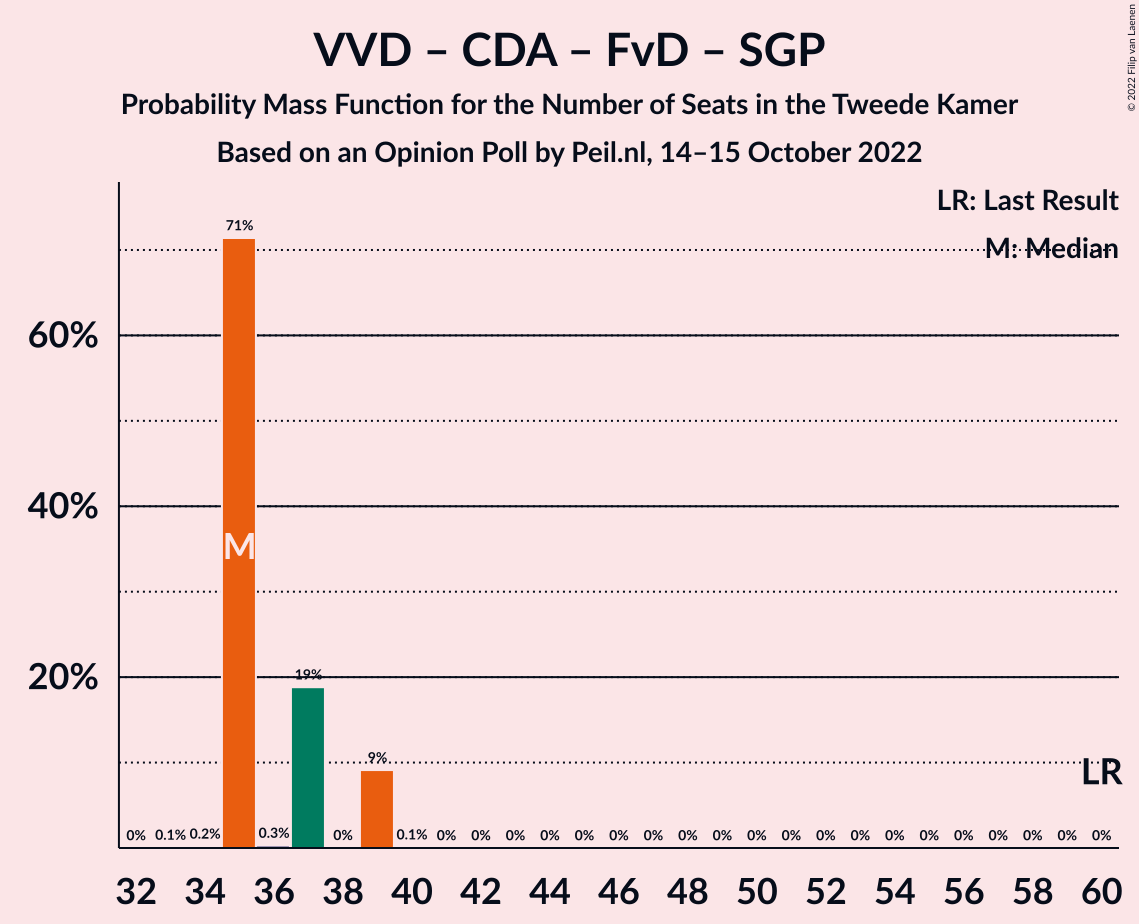 VVD – CDA – FvD – SGP
Probability Mass Function for the Number of Seats in the Tweede Kamer
Based on an Opinion Poll by Peil.nl, 14–15 October 2022
© 2022 Filip van Laenen
LR: Last Result
M: Median
71%
60%
40%
M
20%
19%
9%
LR
0% 0.1% 0.2% 0.3% 0% 0.1% 0% 0% 0% 0% 0% 0% 0% 0% 0% 0% 0% 0% 0% 0% 0% 0% 0% 0% 0% 0%
32 34 36 38 40 42 44 46 48 50 52 54 56 58 60